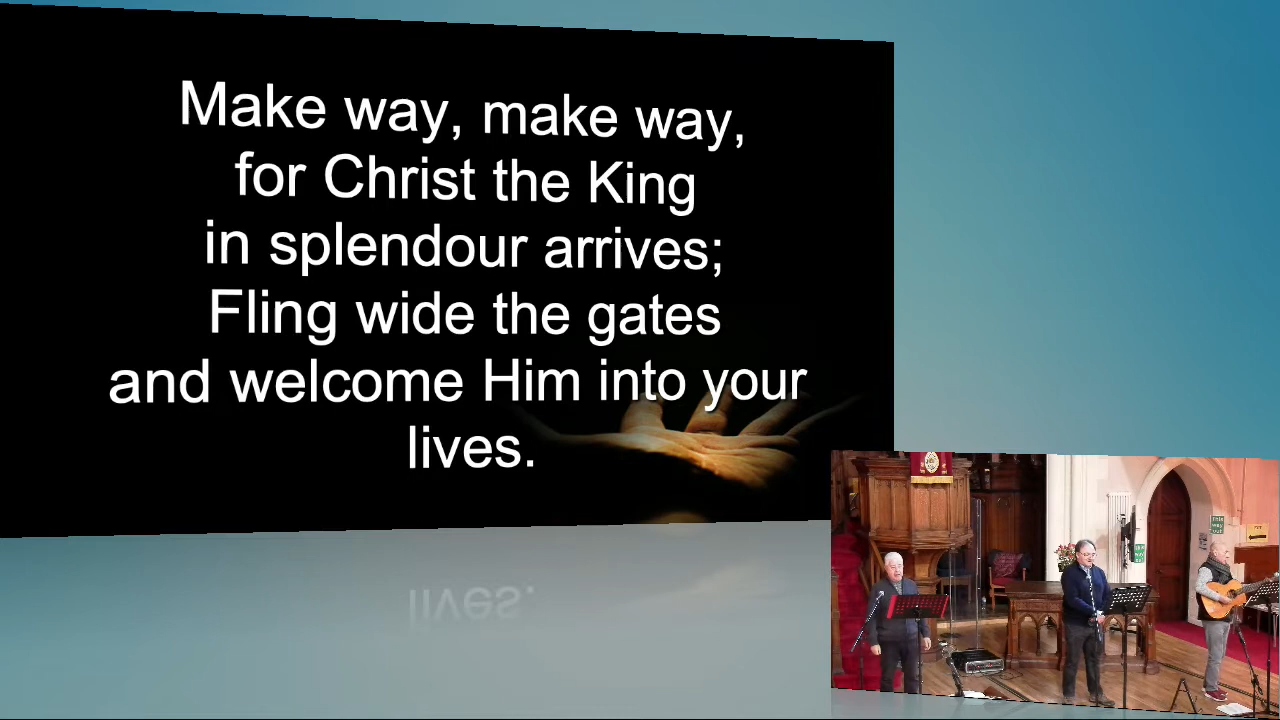 Make way, make way,
for Christ the King
in splendour arrives;
Fling wide the gates
and welcome Him into your
lives.